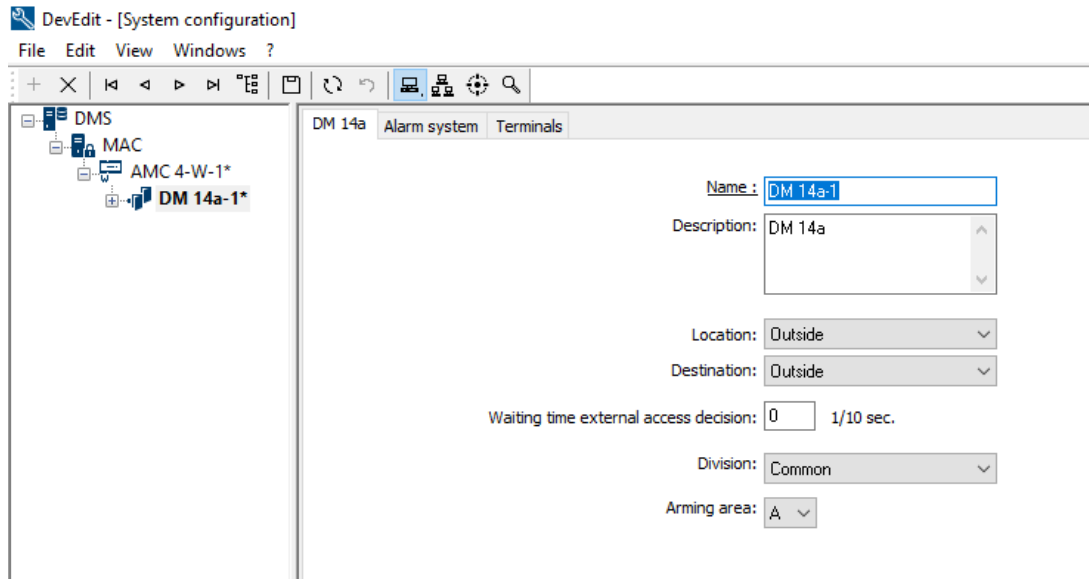 DevEdit - [System configuration]
File Edit View Windows ?
DMS
MAC
AMC 4-W-1*
DM 14a-1*
DM 14a Alarm system Terminals
Name : DM 14a-1
Description: DM 14a
Location: Outside
Destination: Outside
Waiting time external access decision: 0 1/10 sec.
Division: Common
Arming area: A